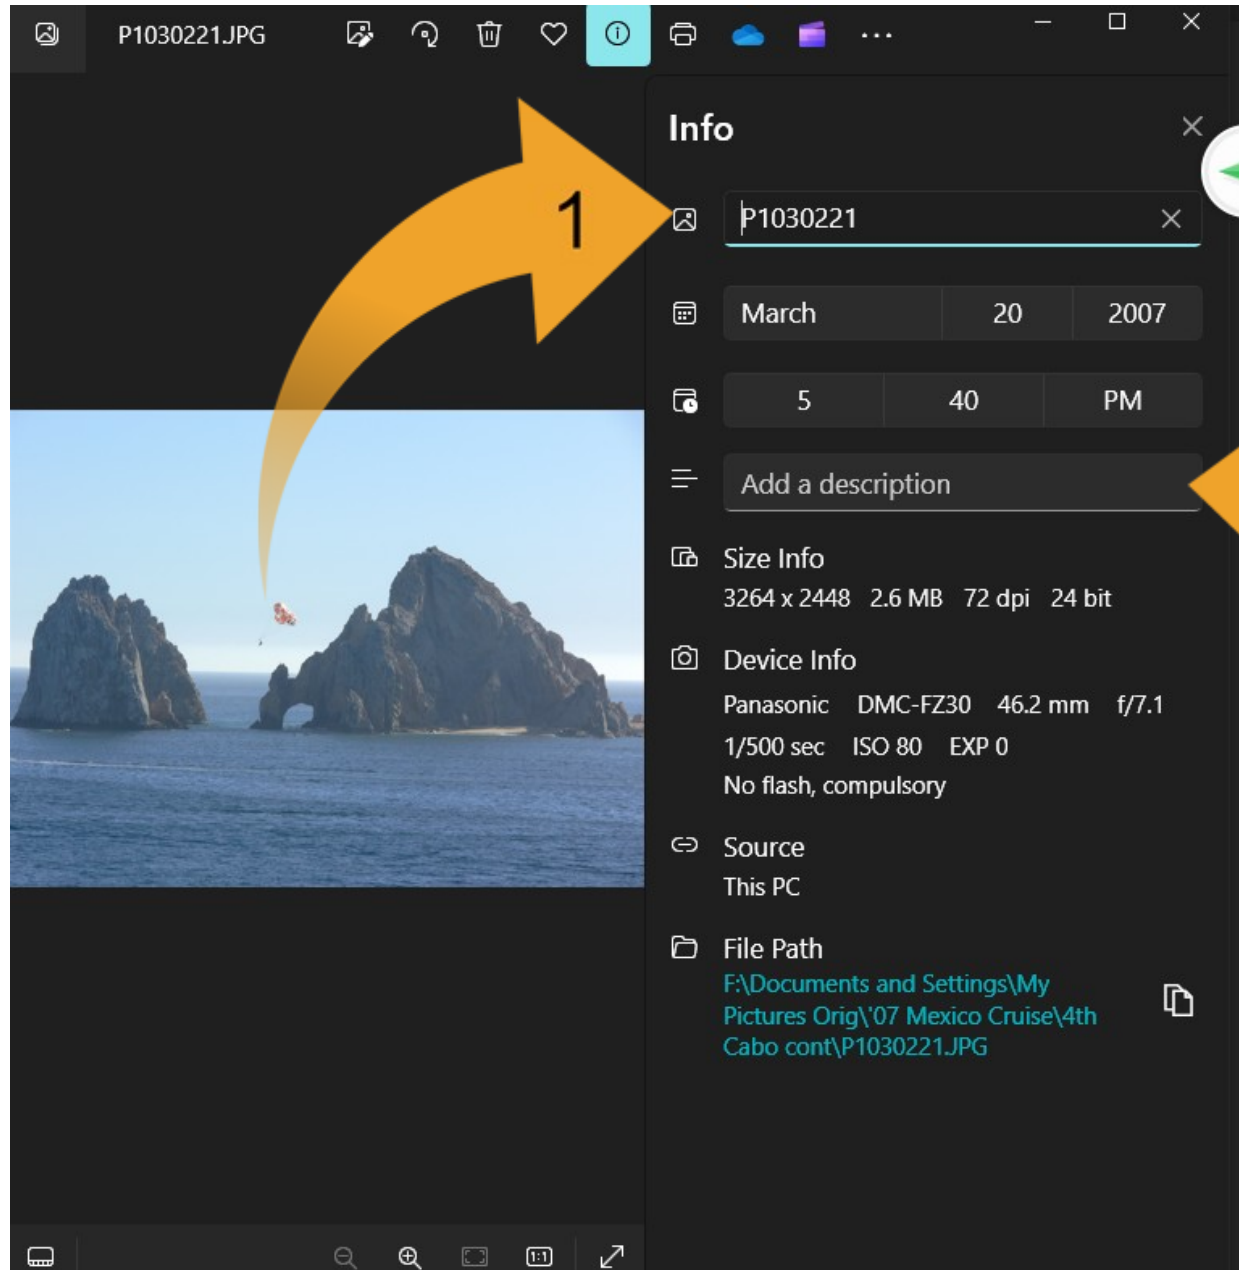 P1030221.JPG
Info
1
P1030221
March 20 2007
5 40 PM
Add a description
Size Info
3264 x 2448 2.6 MB 72 dpi 24 bit
Device Info
Panasonic DMC-FZ30 46.2 mm f/7.1
1/500 sec ISO 80 EXP 0
No flash, compulsory
Source
This PC
File Path
F:\Documents and Settings\My
Pictures Orig\'07 Mexico Cruise\4th
Cabo cont\P1030221.JPG
1:1